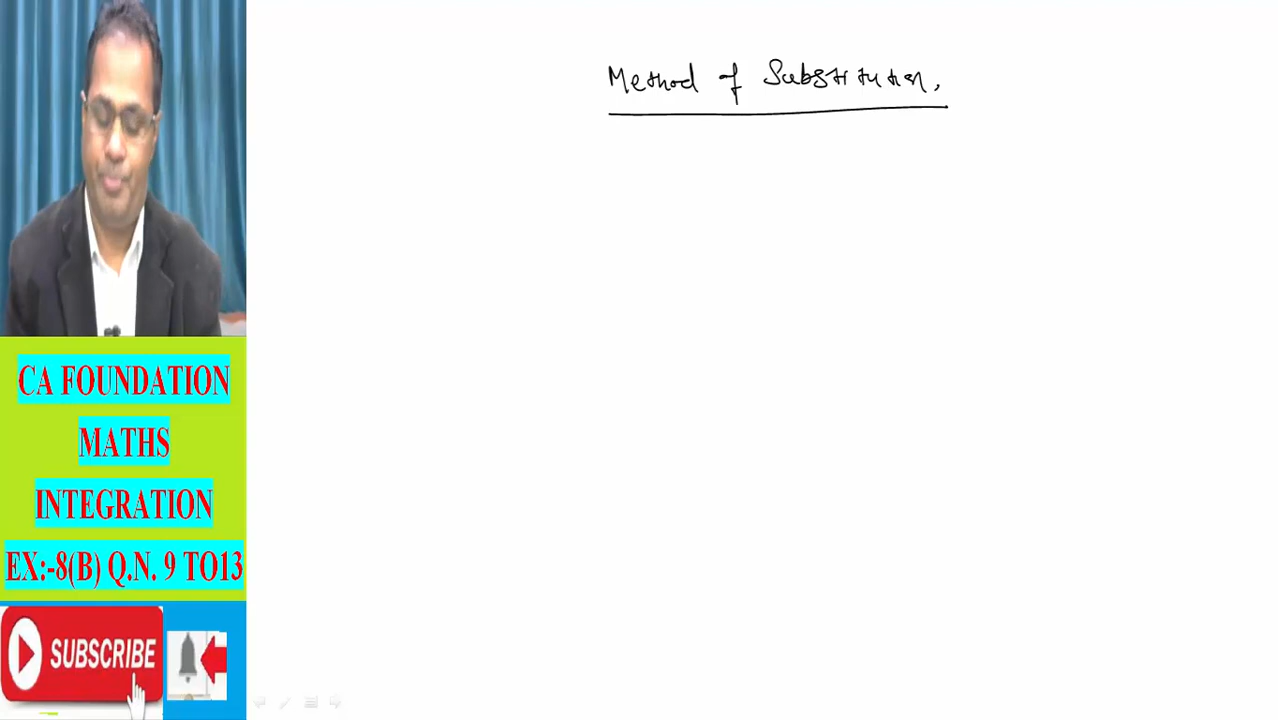 Method of Substitution.
CA FOUNDATION
MATHS
INTEGRATION
EX:-8(B) Q.N. 9 TO13
SUBSCRIBE